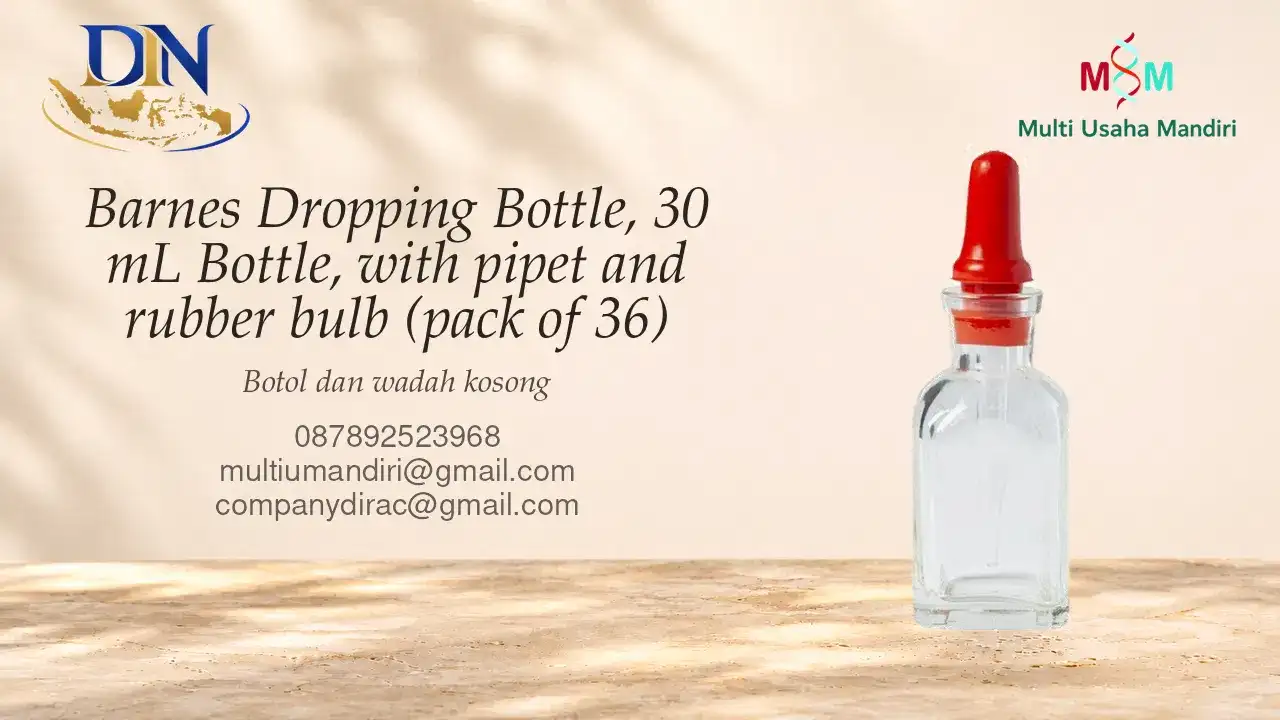 DIN
M M
Multi Usaha Mandiri
Barnes Dropping Bottle, 30
mL Bottle, with pipet and
rubber bulb (pack of 36)
Botol dan wadah kosong
087892523968
multiumandiri@gmail.com
companydirac@gmail.com